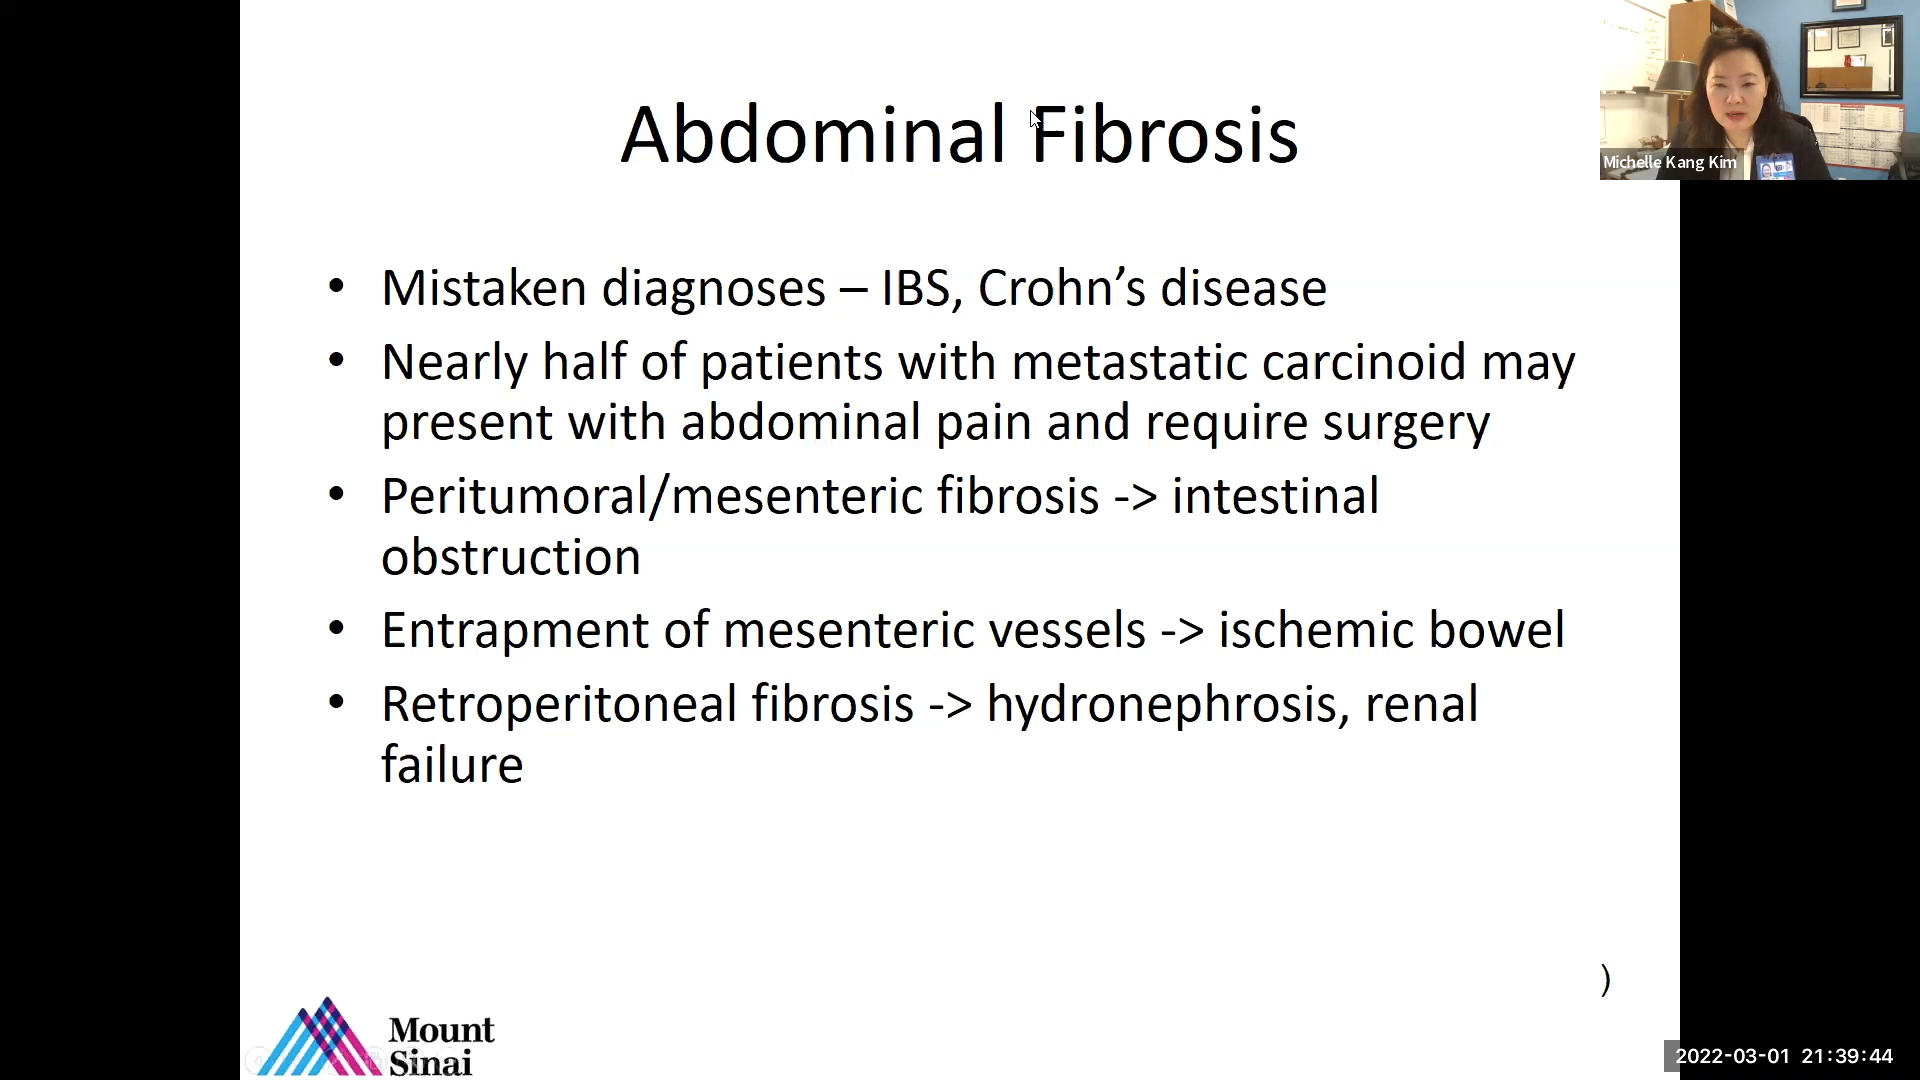 Abdominal Fibrosis
Michelle Kang Kim
• Mistaken diagnoses – IBS, Crohn’s disease
• Nearly half of patients with metastatic carcinoid may
present with abdominal pain and require surgery
• Peritumoral/mesenteric fibrosis -> intestinal
obstruction
• Entrapment of mesenteric vessels -> ischemic bowel
• Retroperitoneal fibrosis -> hydronephrosis, renal
failure
)
Mount
Sinai
2022-03-01 21:39:44